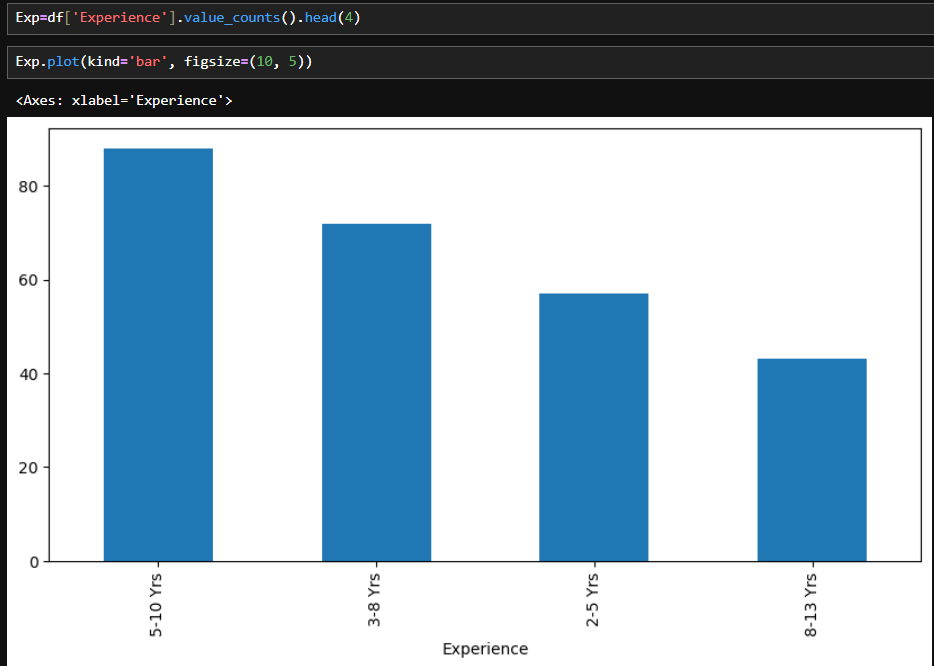 Exp=df['Experience'].value_counts().head(4)
Exp.plot(kind='bar', figsize=(10, 5))
<Axes: xlabel='Experience'>
80
60
40
20
0
5-10 Yrs
3-8 Yrs
2-5 Yrs
8-13 Yrs
Experience